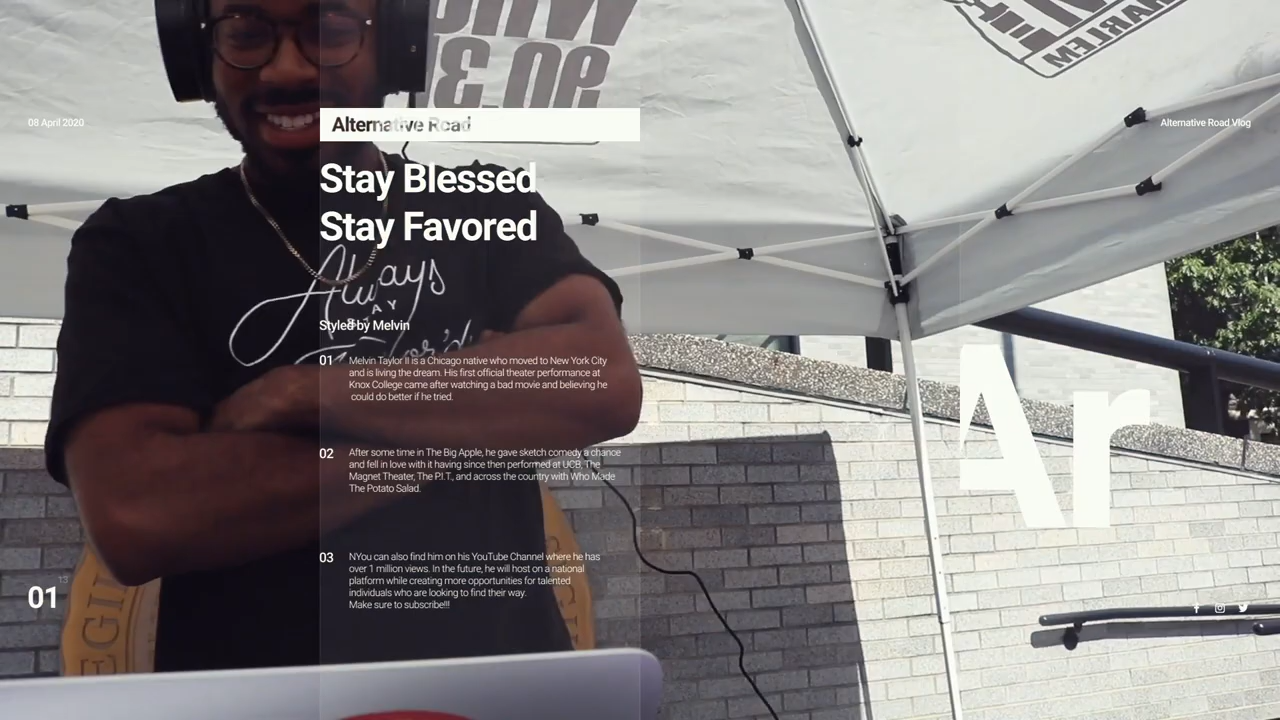 08 April 2020
Alternative Road
Alternative Road Vlog
Stay Blessed
Stay Favored
Always
AY
Styled by Melvin
01 Melvin Taylor II is a Chicago native who moved to New York City
and is living the dream. His first official theater performance at
Knox College came after watching a bad movie and believing he
could do better if he tried.
02 After some time in The Big Apple, he gave sketch comedy a chance
and fell in love with it having since then performed at UCB, The
Magnet Theater, The P.I.T., and across the country with Who Made
The Potato Salad.
03 NYou can also find him on his YouTube Channel where he has
over 1 million views. In the future, he will host on a national
platform while creating more opportunities for talented
individuals who are looking to find their way.
Make sure to subscribe!!!
Ar
13
01
HARLEM